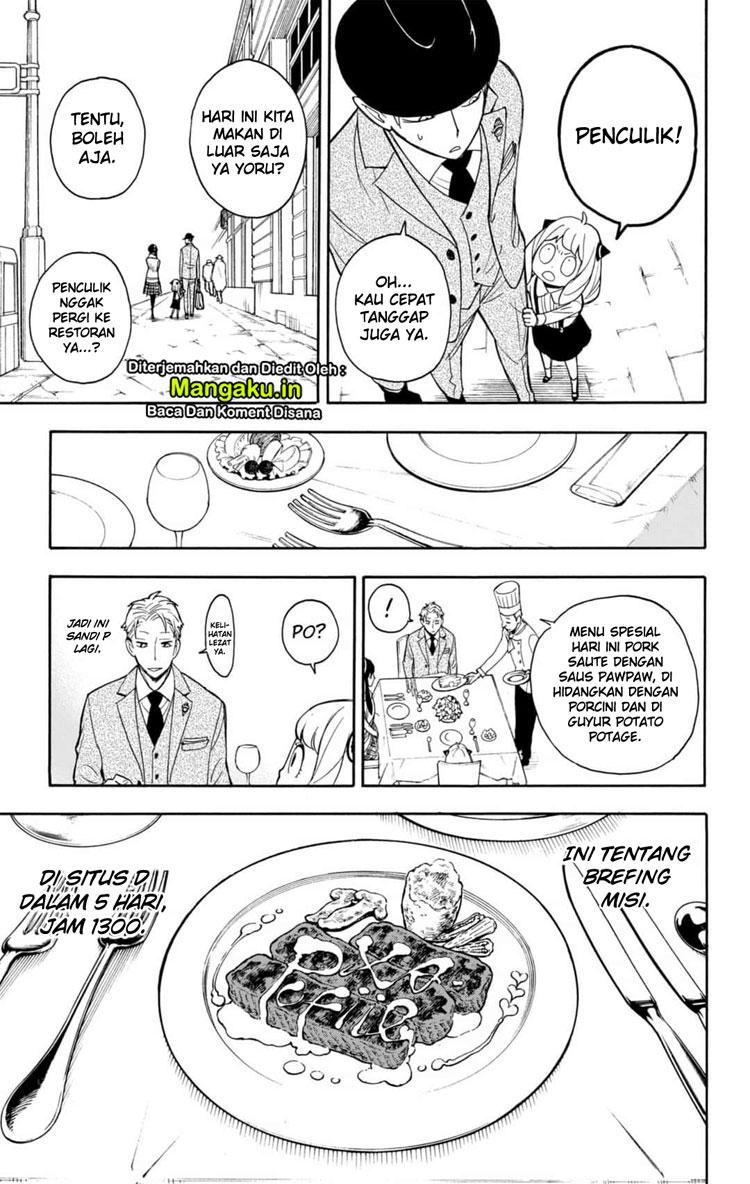 PENCULIK!
OH...
KAU CEPAT
TANGGAP
JUGA YA.
HARI INI KITA
MAKAN DI
LUAR SAJA
YA YORU?
TENTU,
BOLEH
AJA.
PENCULIK
NGGAK
PERGI KE
RESTORAN
YA...?
Diterjemahkan dan Diedit Oleh :
Mangaku.in
Baca Dan Koment Disana
MENU SPESIAL
HARI INI PORK
SAUTE DENGAN
SAUS PAWPAW, DI
HIDANGKAN DENGAN
PORCINI DAN DI
GUYUR POTATO
POTAGE.
!
PO?
KELI-
HATAN
LEZAT
YA.
JADI INI
SANDI P
LAGI.
INI TENTANG
BREFING
MISI.
DI SITUS D
DALAM 5 HARI,
JAM 1300.